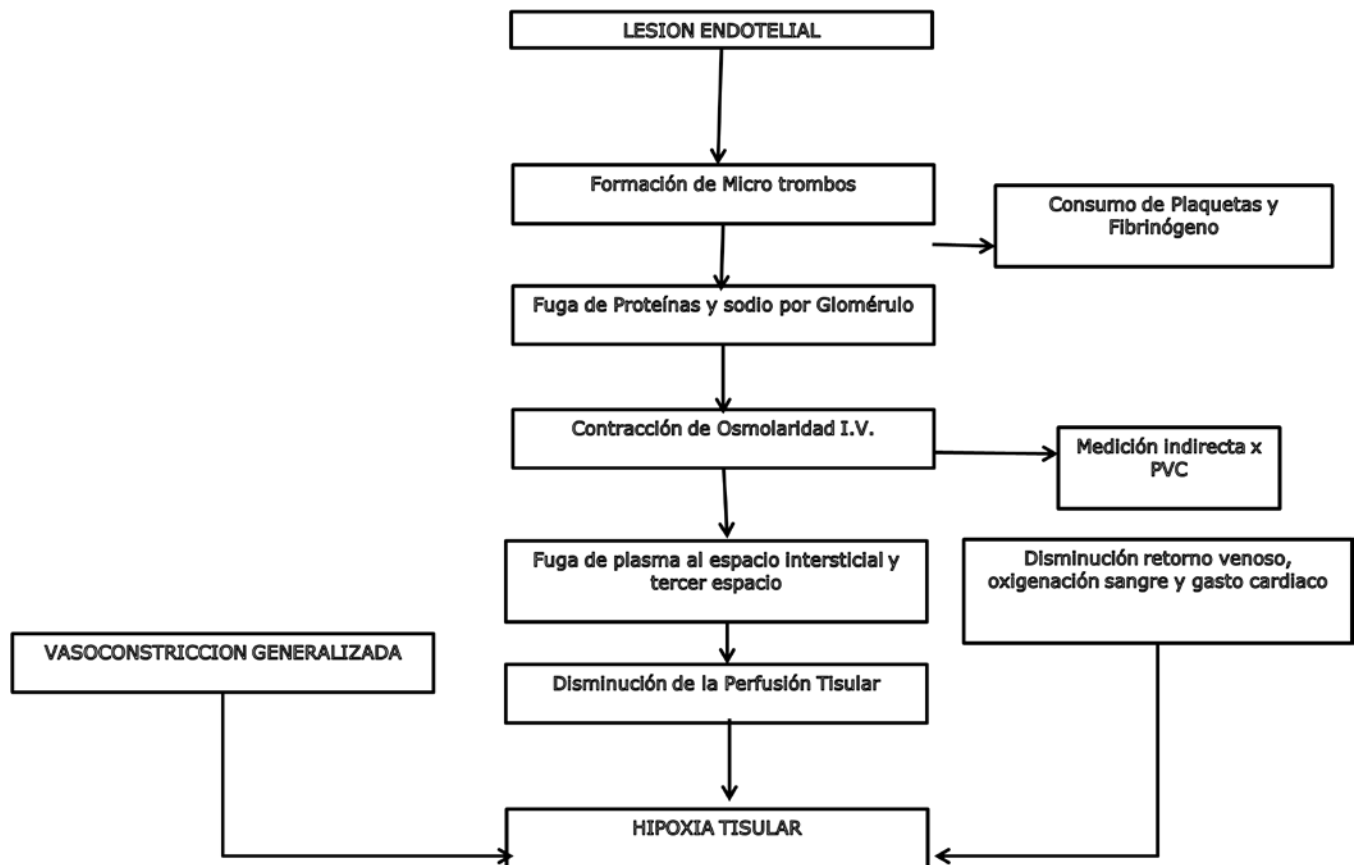 LESION ENDOTELIAL
Formación de Micro trombos
Consumo de Plaquetas y
Fibrinógeno
Fuga de Proteínas y sodio por Glomérulo
Contracción de Osmolaridad I.V.
Medición indirecta x
PVC
Fuga de plasma al espacio intersticial y
tercer espacio
Disminución retorno venoso,
oxigenación sangre y gasto cardiaco
VASOCONSTRICCION GENERALIZADA
Disminución de la Perfusión Tisular
HIPOXIA TISULAR